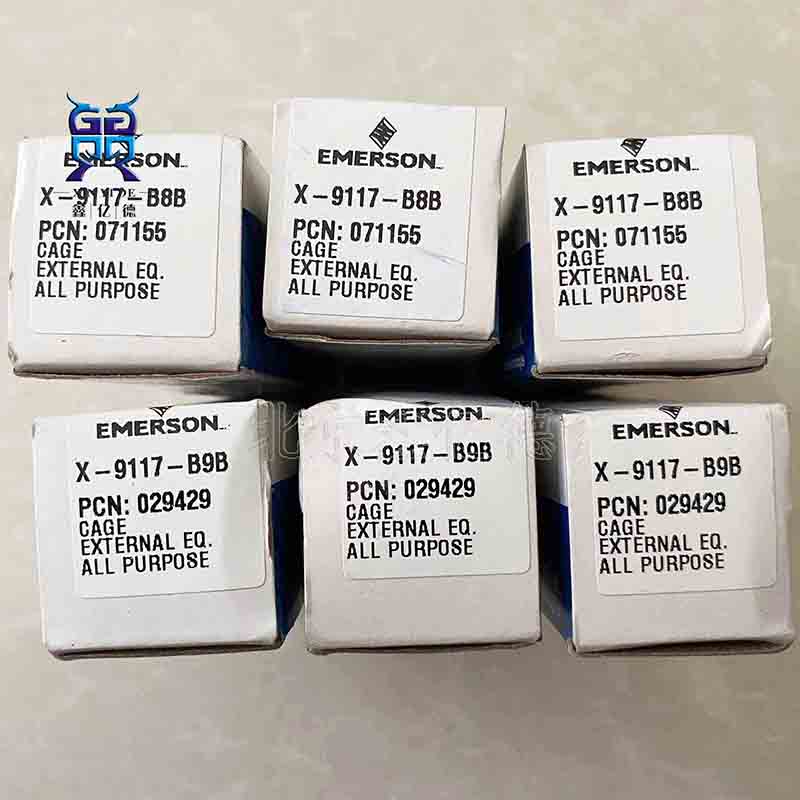 EMERSON
X-9117-B8B
PCN: 071155
CAGE
EXTERNAL EQ.
ALL PURPOSE
EMERSON
X-9117-B8B
PCN: 071155
CAGE
EXTERNAL EQ.
ALL PURPOSE
EMERSON
X-9117-B8B
PCN: 071155
CAGE
EXTERNAL EQ.
ALL PURPOSE
鑫亿德
EMERSON
X-9117-B9B
PCN: 029429
CAGE
EXTERNAL EQ.
ALL PURPOSE
EMERSON
X-9117-B9B
PCN: 029429
CAGE
EXTERNAL EQ.
ALL PURPOSE
EMERSON
X-9117-B9B
PCN: 029429
CAGE
EXTERNAL EQ.
ALL PURPOSE